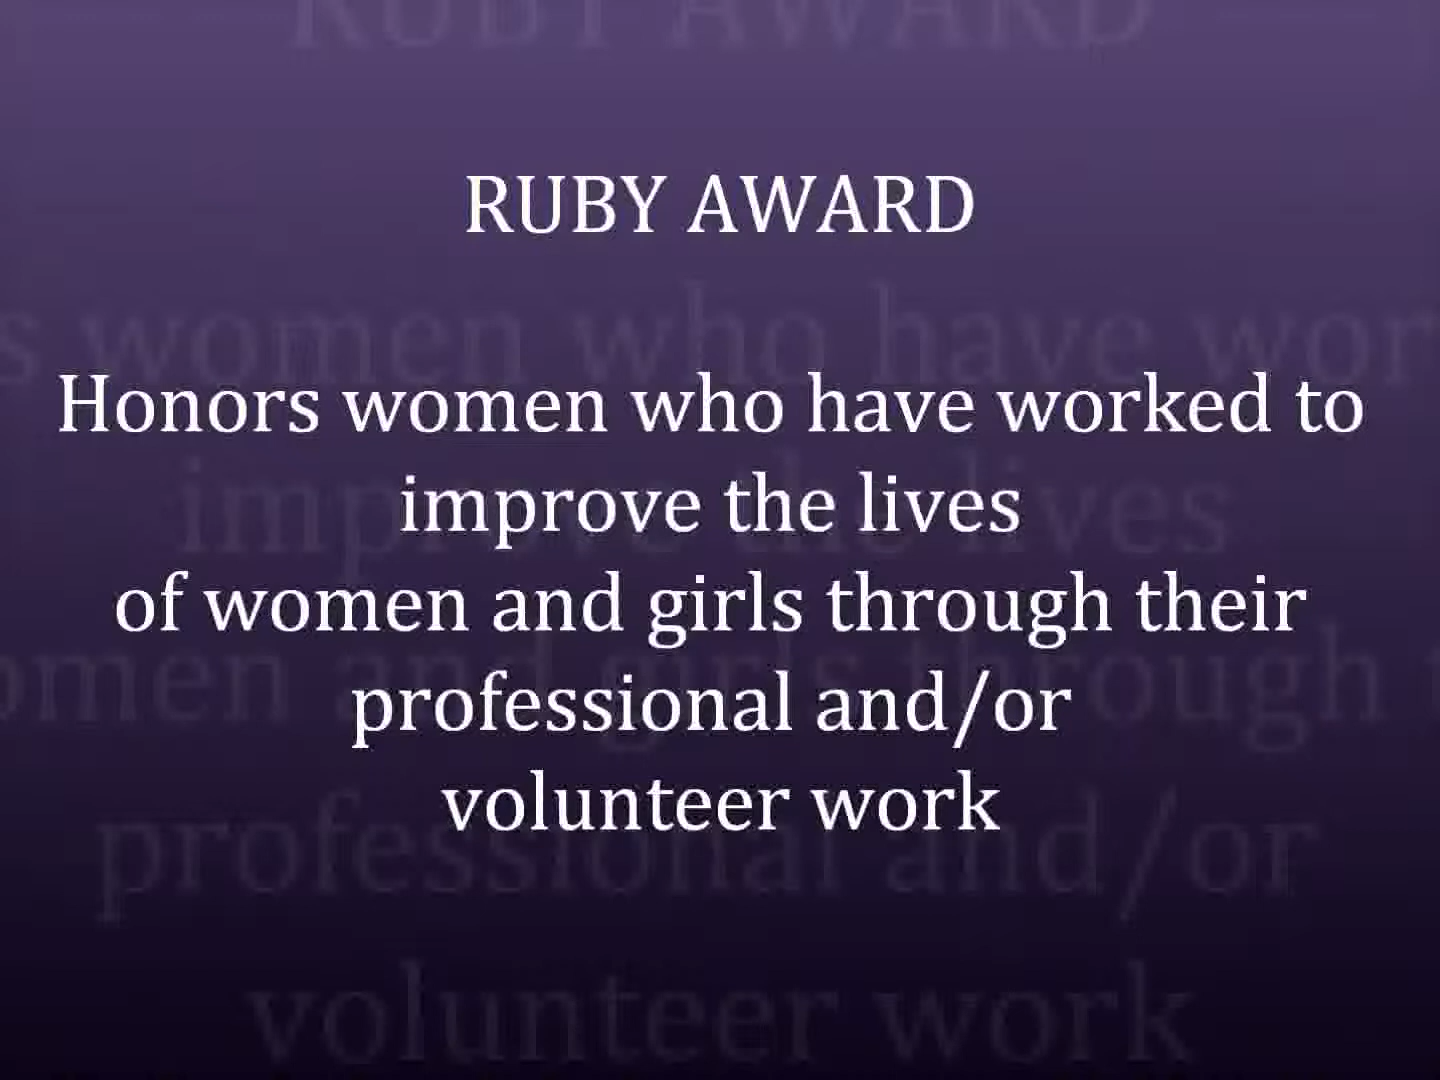 RUBY AWARD
Honors women who have worked to
improve the lives
of women and girls through their
professional and/or
volunteer work